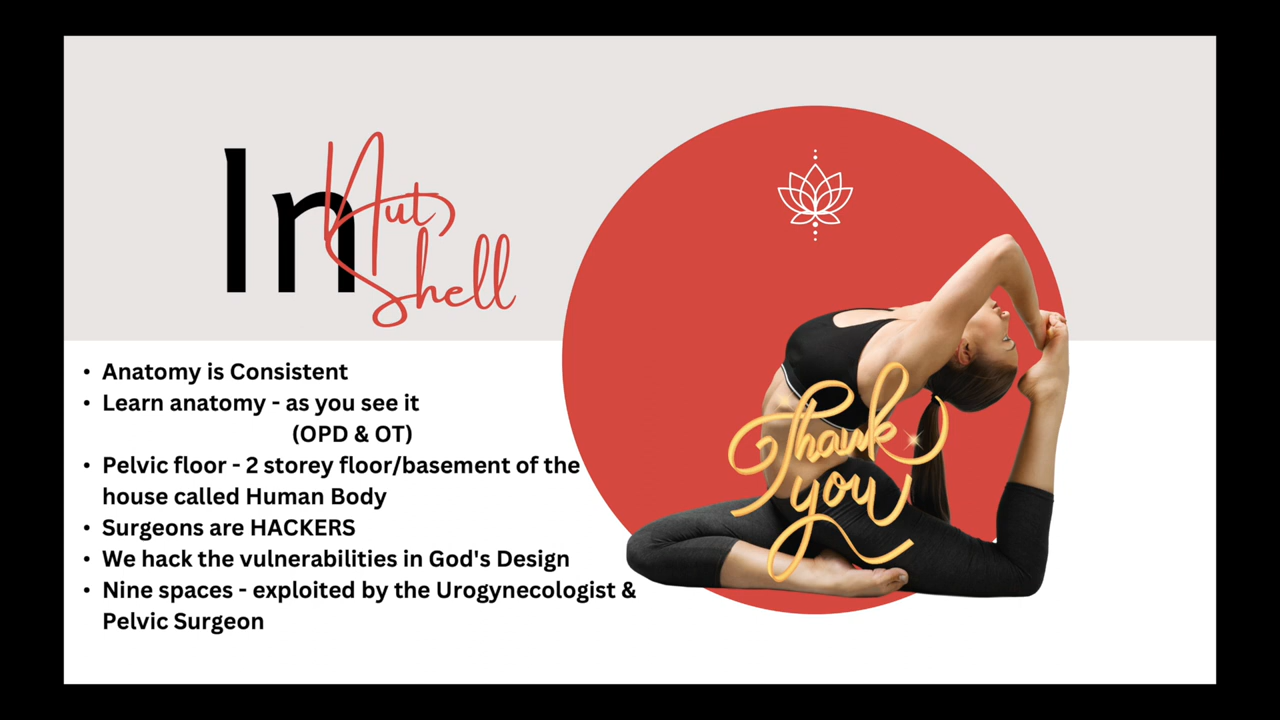 In Nut
Shell
• Anatomy is Consistent
• Learn anatomy - as you see it
(OPD & OT)
• Pelvic floor - 2 storey floor/basement of the
house called Human Body
• Surgeons are HACKERS
• We hack the vulnerabilities in God's Design
• Nine spaces - exploited by the Urogynecologist &
Pelvic Surgeon
Thank
you